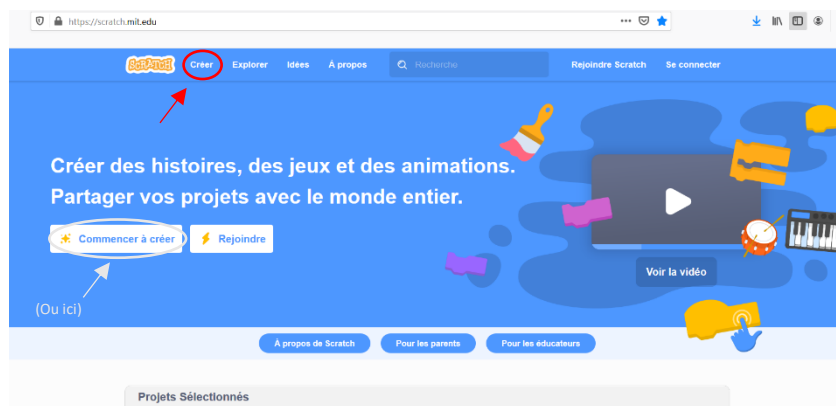 https://scratch.mit.edu
SCRATCH Créer Explorer Idées À propos Recherche Rejoindre Scratch Se connecter
Créer des histoires, des jeux et des animations.
Partager vos projets avec le monde entier.
Commencer à créer Rejoindre
Voir la vidéo
(Ou ici)
À propos de Scratch Pour les parents Pour les éducateurs
Projets Sélectionnés